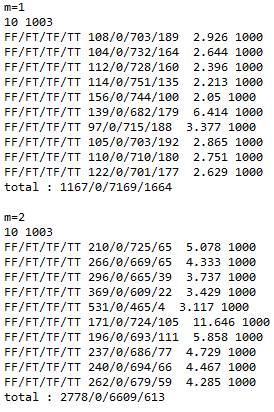 m=1
10 1003
FF/FT/TF/TT 108/0/703/189  2.926 1000
FF/FT/TF/TT 104/0/732/164  2.644 1000
FF/FT/TF/TT 112/0/728/160  2.396 1000
FF/FT/TF/TT 114/0/751/135  2.213 1000
FF/FT/TF/TT 156/0/744/100  2.05 1000
FF/FT/TF/TT 139/0/682/179  6.414 1000
FF/FT/TF/TT 97/0/715/188  3.377 1000
FF/FT/TF/TT 105/0/703/192  2.865 1000
FF/FT/TF/TT 110/0/710/180  2.751 1000
FF/FT/TF/TT 122/0/701/177  2.629 1000
total : 1167/0/7169/1664
m=2
10 1003
FF/FT/TF/TT 210/0/725/65  5.078 1000
FF/FT/TF/TT 266/0/669/65  4.333 1000
FF/FT/TF/TT 296/0/665/39  3.737 1000
FF/FT/TF/TT 369/0/609/22  3.429 1000
FF/FT/TF/TT 531/0/465/4  3.117 1000
FF/FT/TF/TT 171/0/724/105  11.646 1000
FF/FT/TF/TT 196/0/693/111  5.858 1000
FF/FT/TF/TT 237/0/686/77  4.729 1000
FF/FT/TF/TT 240/0/694/66  4.467 1000
FF/FT/TF/TT 262/0/679/59  4.285 1000
total : 2778/0/6609/613